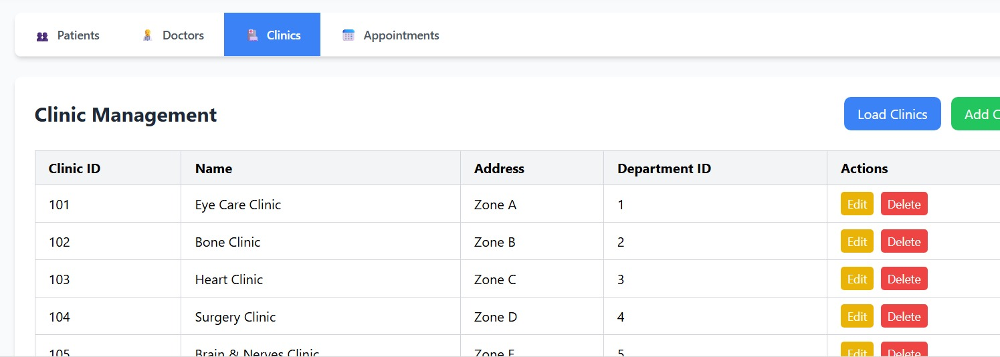 Patients Doctors Clinics Appointments
Clinic Management Load Clinics Add C
Clinic ID Name Address Department ID Actions
101 Eye Care Clinic Zone A 1 Edit Delete
102 Bone Clinic Zone B 2 Edit Delete
103 Heart Clinic Zone C 3 Edit Delete
104 Surgery Clinic Zone D 4 Edit Delete
105 Brain & Nerves Clinic Zone 5 Edit Delete